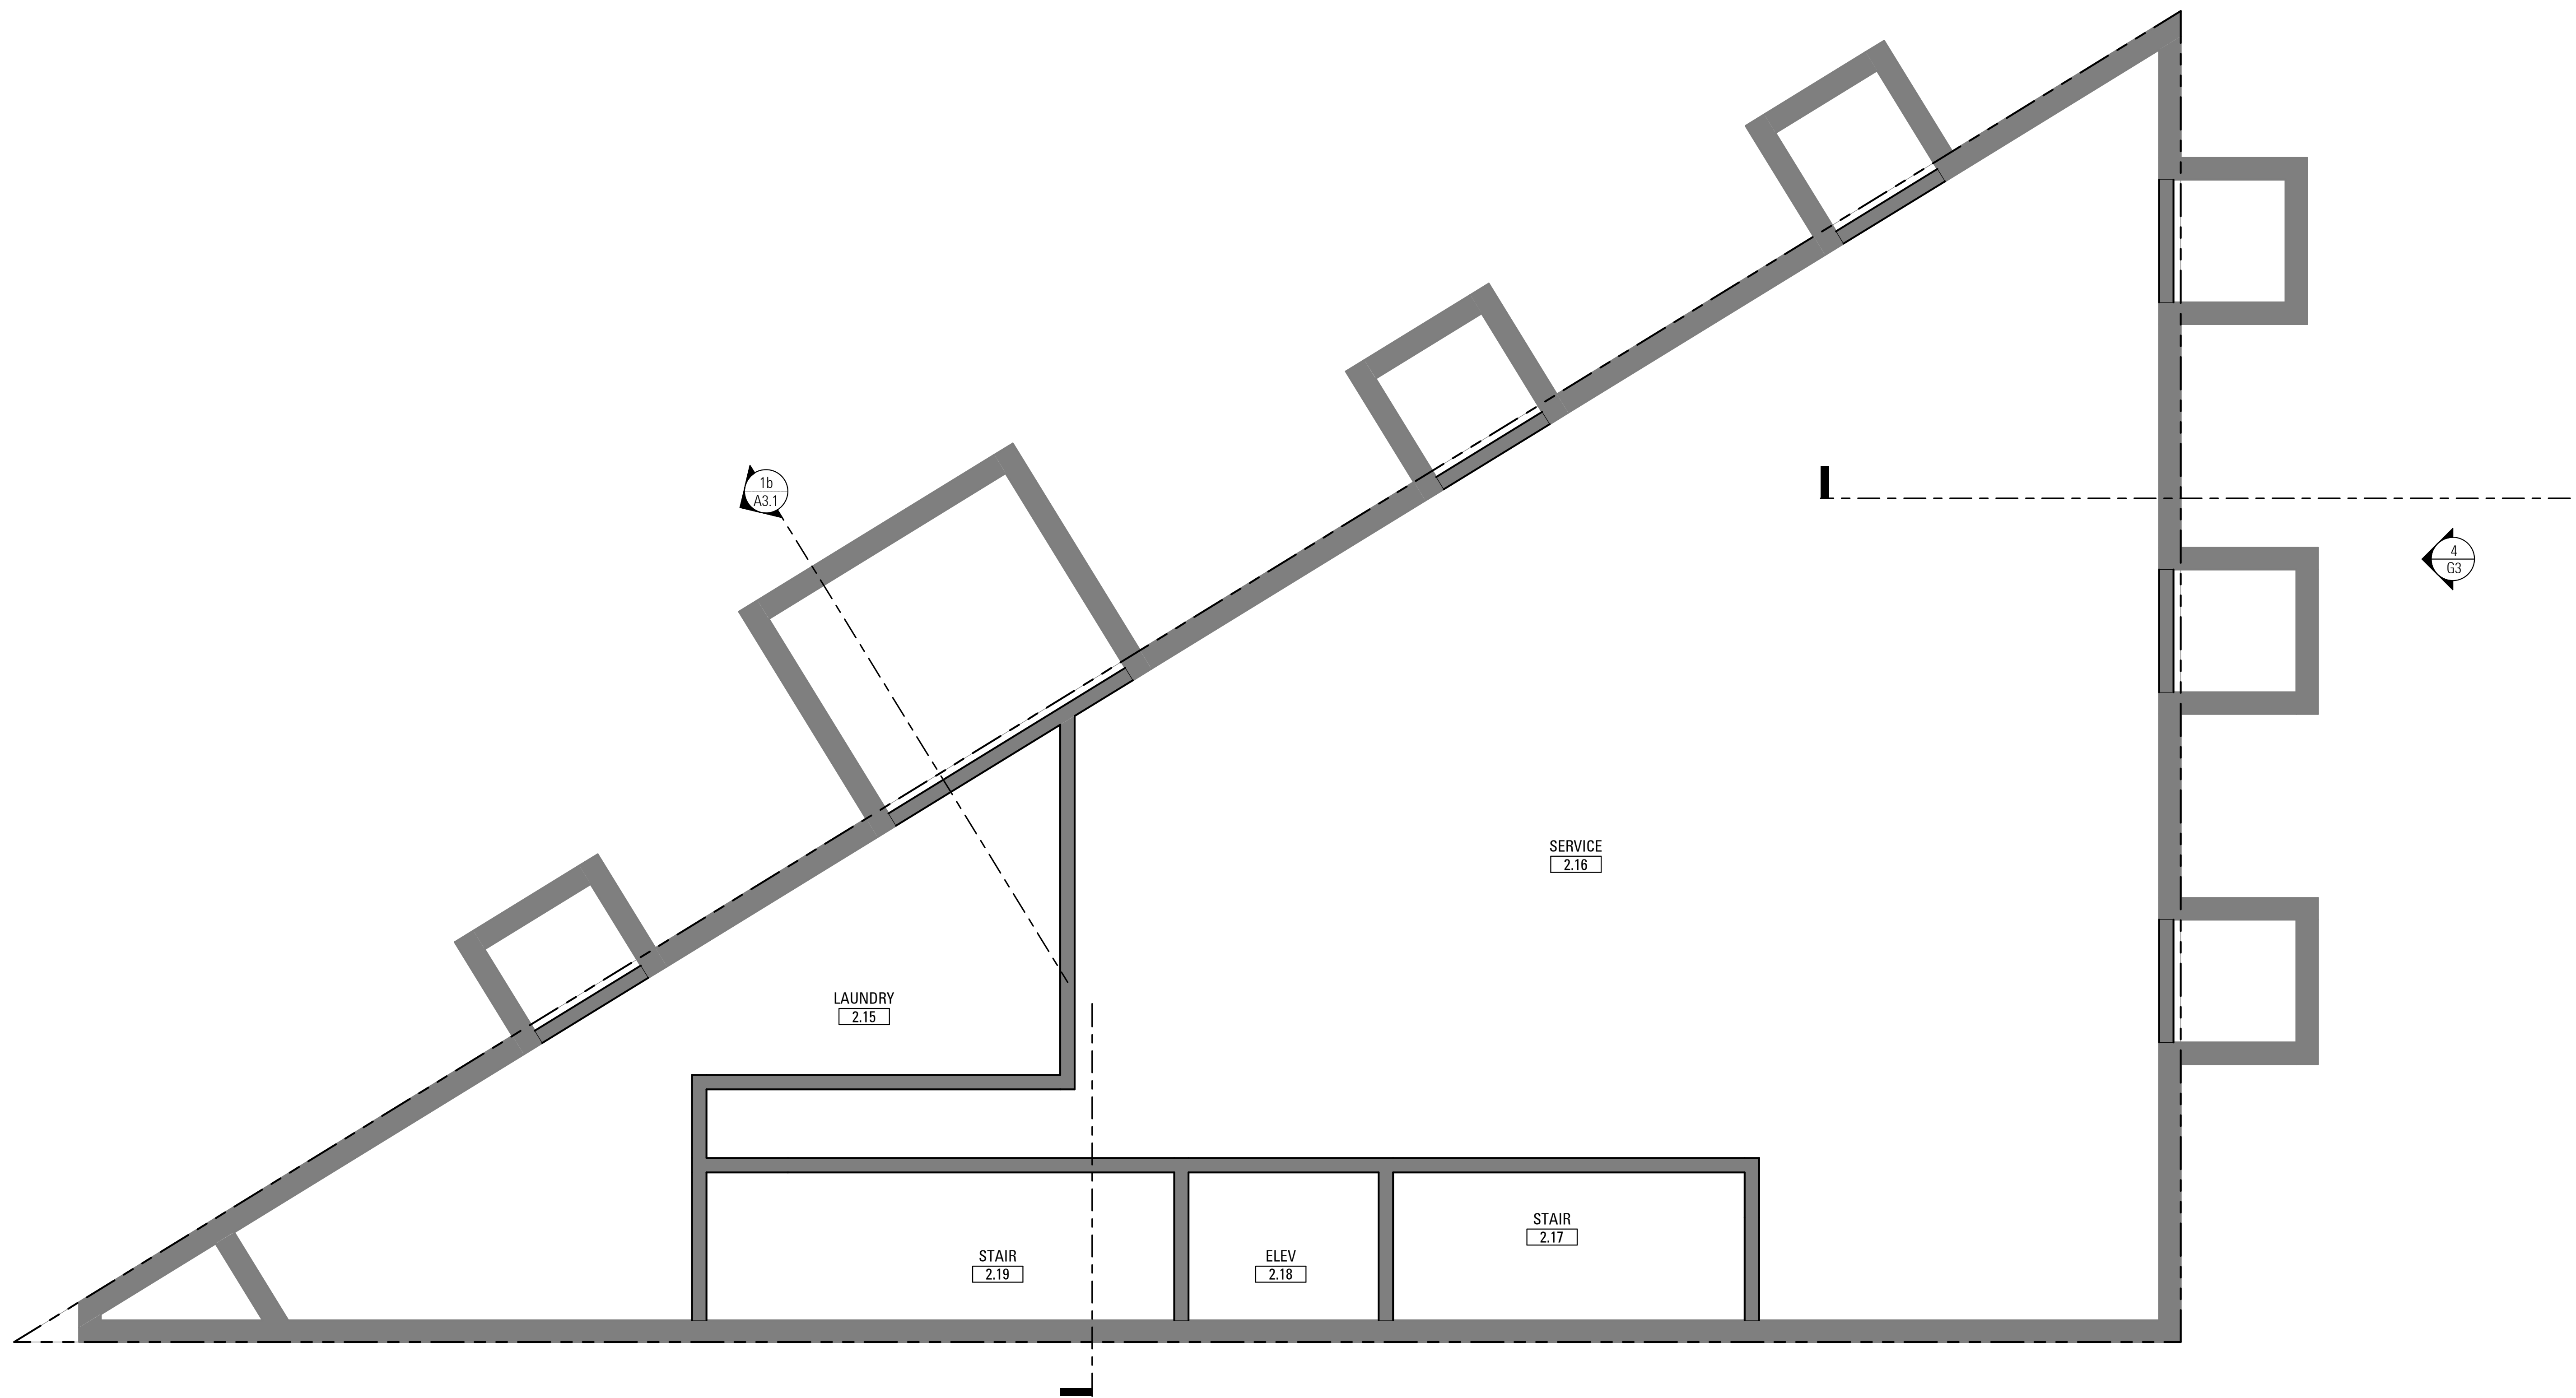 1b
A3.1
4
G3
SERVICE
2.16
LAUNDRY
2.15
STAIR
2.17
STAIR
2.19
ELEV
2.18